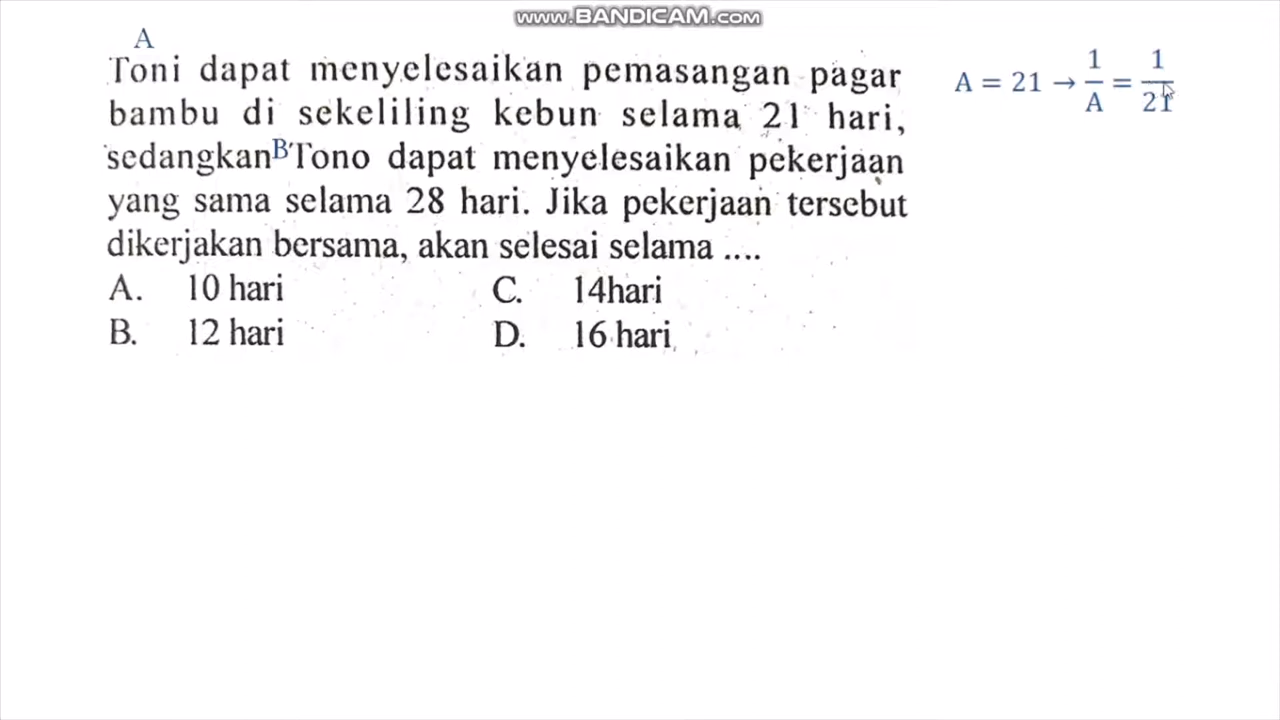 www.BANDICAM.com
A
Toni dapat menyelesaikan pemasangan pagar
bambu di sekeliling kebun selama 21 hari,
sedangkan B Tono dapat menyelesaikan pekerjaan
yang sama selama 28 hari. Jika pekerjaan tersebut
dikerjakan bersama, akan selesai selama ....
A. 10 hari C. 14hari
B. 12 hari D. 16 hari
A = 21 → 1/A = 1/21